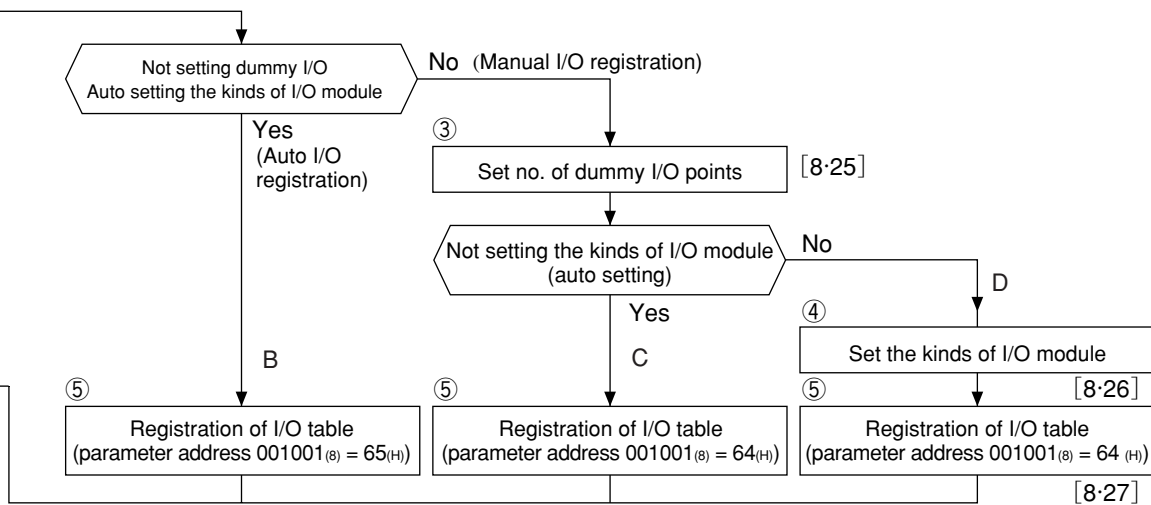 Not setting dummy I/O
Auto setting the kinds of I/O module
No (Manual I/O registration)
Yes
(Auto I/O
registration)
③
Set no. of dummy I/O points
[8·25]
Not setting the kinds of I/O module
(auto setting)
No
Yes
D
④
Set the kinds of I/O module
[8·26]
B
C
⑤
Registration of I/O table
(parameter address 001001(8) = 65(H))
⑤
Registration of I/O table
(parameter address 001001(8) = 64(H))
⑤
Registration of I/O table
(parameter address 001001(8) = 64 (H))
[8·27]